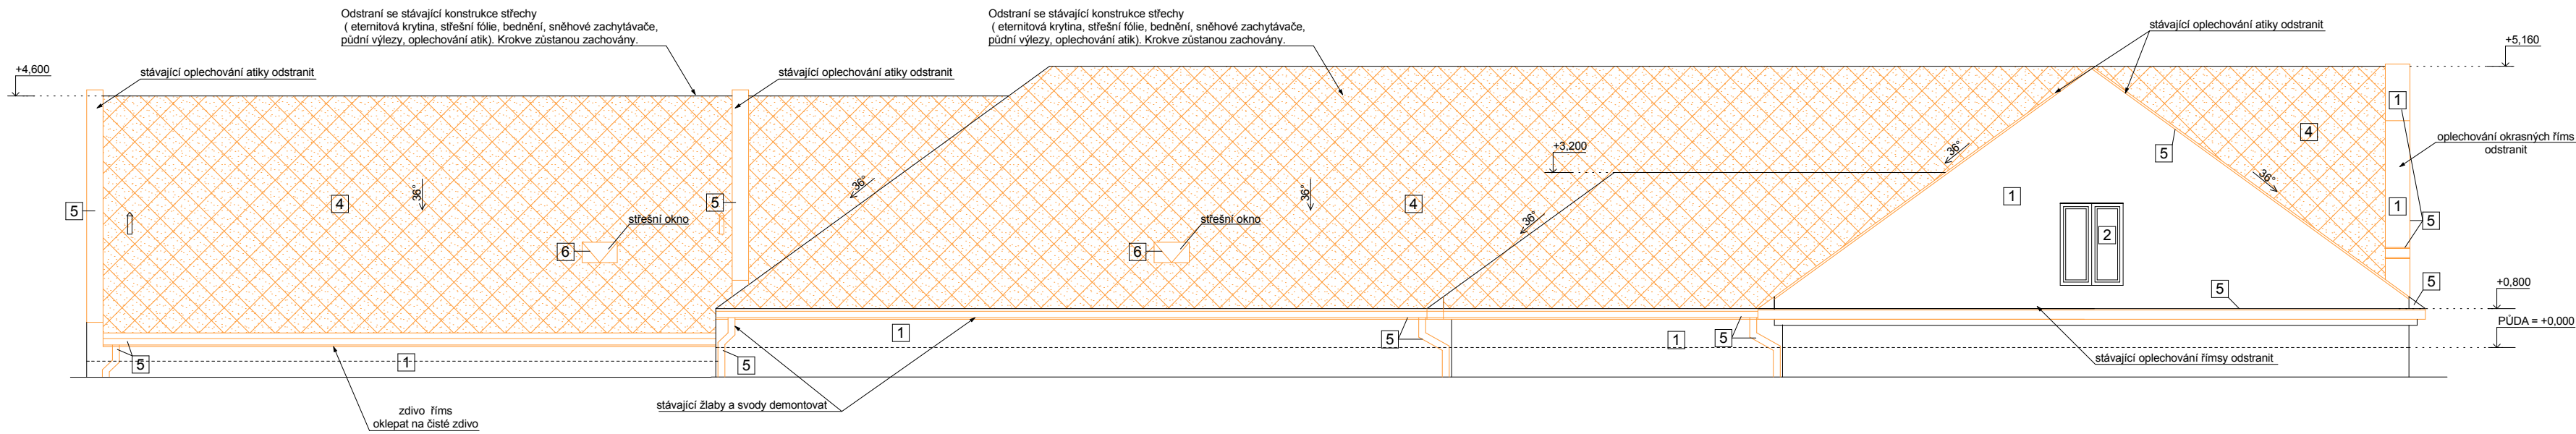 Odstraní se stávající konstrukce střechy
( eternitová krytina, střešní fólie, bednění, sněhové zachytávače,
půdní výlezy, oplechování atik). Krokve zůstanou zachovány.
Odstraní se stávající konstrukce střechy
( eternitová krytina, střešní fólie, bednění, sněhové zachytávače,
půdní výlezy, oplechování atik). Krokve zůstanou zachovány.
stávající oplechování atiky odstranit
+5,160
+4,600
stávající oplechování atiky odstranit
stávající oplechování atiky odstranit
1
4
oplechování okrasných říms
odstranit
+3,200
36°
5
36°
36°
36°
36°
5
4
5
4
1
1
36°
střešní okno
střešní okno
5
2
6
6
+0,800
5
5
PŮDA = +0,000
1
5
5
1
stávající oplechování římsy odstranit
5
1
5
stávající žlaby a svody demontovat
zdivo říms
oklepat na čisté zdivo